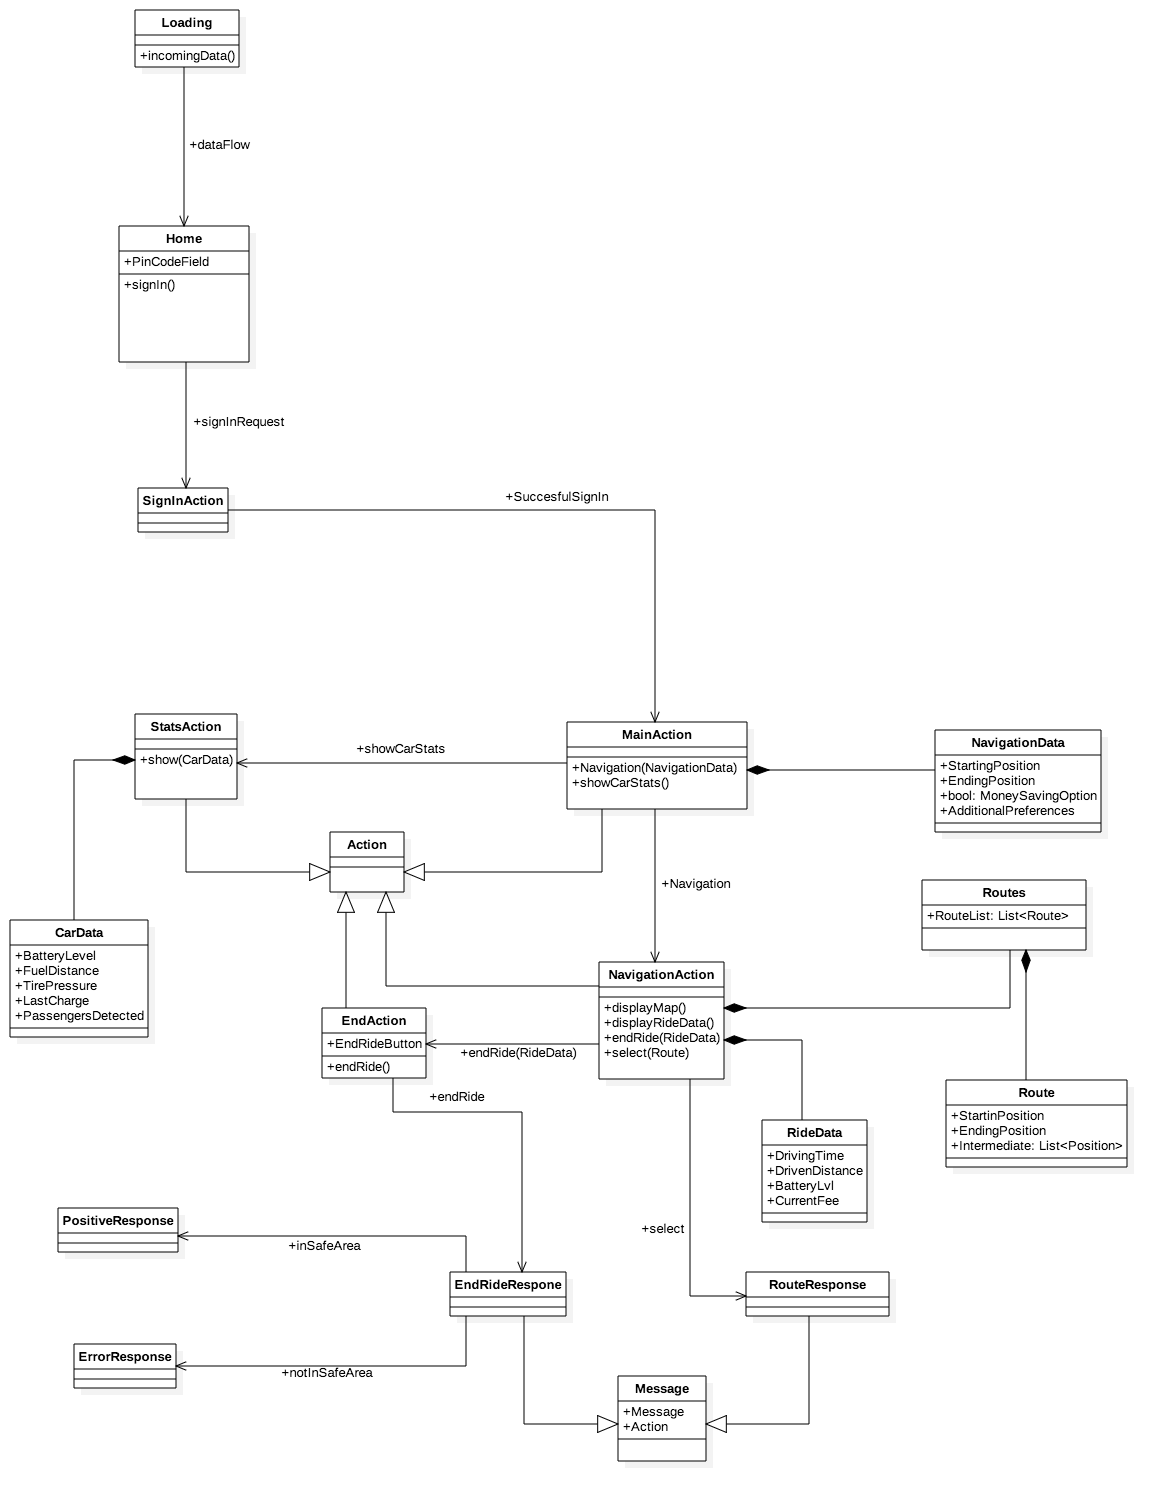 Loading
+incomingData()
+dataFlow
Home
+PinCodeField
+signIn()
+signInRequest
SignInAction
+SuccesfulSignIn
StatsAction
+show(CarData)
+showCarStats
MainAction
+Navigation(NavigationData)
+showCarStats()
NavigationData
+StartingPosition
+EndingPosition
+bool: MoneySavingOption
+AdditionalPreferences
Action
+Navigation
Routes
+RouteList: List<Route>
CarData
+BatteryLevel
+FuelDistance
+TirePressure
+LastCharge
+PassengersDetected
NavigationAction
+displayMap()
+displayRideData()
+endRide(RideData)
+select(Route)
EndAction
+EndRideButton
+endRide()
+endRide(RideData)
+endRide
Route
+StartinPosition
+EndingPosition
+Intermediate: List<Position>
RideData
+DrivingTime
+DrivenDistance
+BatteryLvl
+CurrentFee
PositiveResponse
+inSafeArea
+select
EndRideRespone
RouteResponse
ErrorResponse
+notInSafeArea
Message
+Message
+Action